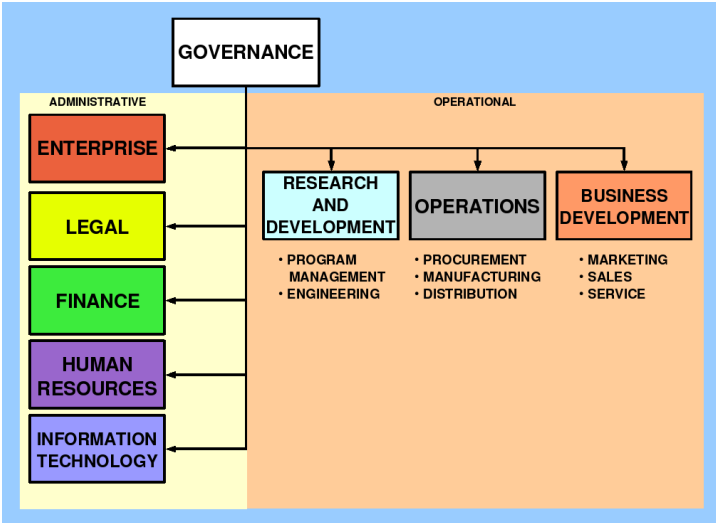 GOVERNANCE
ADMINISTRATIVE
OPERATIONAL
ENTERPRISE
LEGAL
FINANCE
HUMAN
RESOURCES
INFORMATION
TECHNOLOGY
RESEARCH
AND
DEVELOPMENT
• PROGRAM
MANAGEMENT
• ENGINEERING
OPERATIONS
• PROCUREMENT
• MANUFACTURING
• DISTRIBUTION
BUSINESS
DEVELOPMENT
• MARKETING
• SALES
• SERVICE